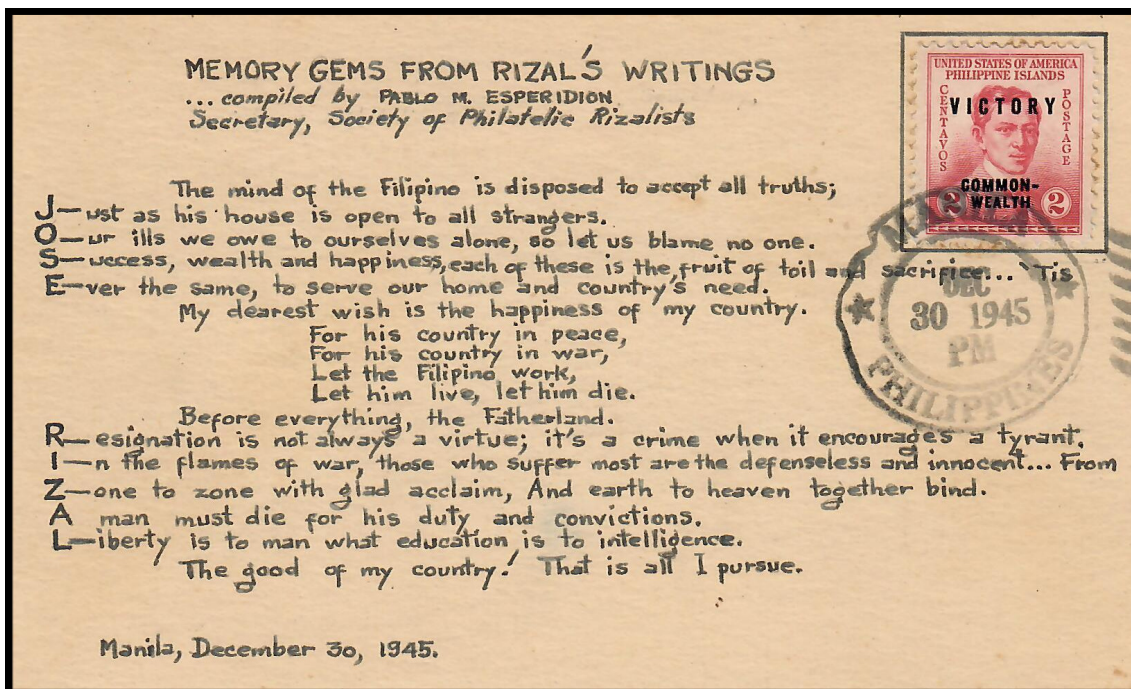 MEMORY GEMS FROM RIZAL'S WRITINGS
...compiled by PABLO M. ESPERIDION
Secretary, Society of Philatelic Rizalists
UNITED STATES OF AMERICA
PHILIPPINE ISLANDS
CENTAVOS
VICTORY
POSTAGE
COMMON-
WEALTH
2 2
The mind of the Filipino is disposed to accept all truths;
J—ust as his house is open to all strangers.
O—ur ills we owe to ourselves alone, so let us blame no one.
S—uccess, wealth and happiness, each of these is the fruit of toil and sacrifice... 'Tis
E—ver the same, to serve our home and country's need.
My dearest wish is the happiness of my country.
For his country in peace,
For his country in war,
Let the Filipino work,
Let him live, let him die.
Before everything, the Fatherland.
R—esignation is not always a virtue; it's a crime when it encourages a tyrant.
I—n the flames of war, those who suffer most are the defenseless and innocent... From
Z—one to zone with glad acclaim, And earth to heaven together bind.
A man must die for his duty and convictions.
L—iberty is to man what education is to intelligence.
The good of my country! That is all I pursue.
Manila, December 30, 1945.
MANILA
DEC
30 1945
PM
PHILIPPINES